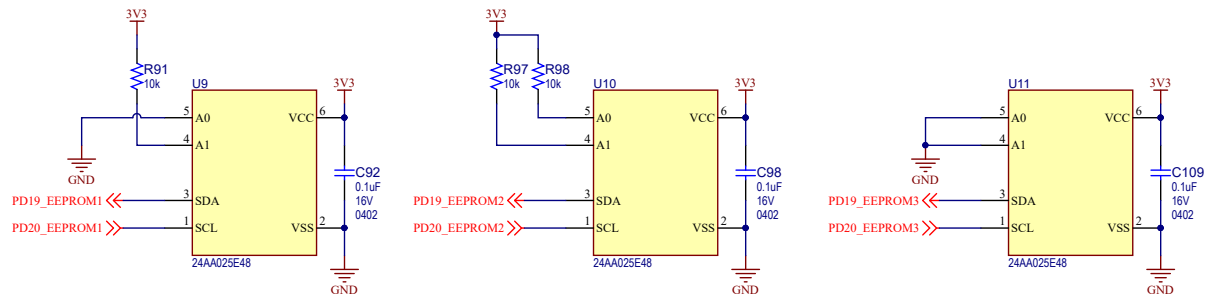 3V3
R91
10k
U9
3V3
5
A0
VCC
6
4
A1
C92
0.1uF
16V
0402
GND
PD19_EEPROM1
3
SDA
PD20_EEPROM1
1
SCL
VSS
2
24AA025E48
GND
3V3
R97
10k
R98
10k
U10
3V3
5
A0
VCC
6
4
A1
C98
0.1uF
16V
0402
PD19_EEPROM2
3
SDA
PD20_EEPROM2
1
SCL
VSS
2
24AA025E48
GND
U11
3V3
5
A0
VCC
6
4
A1
GND
C109
0.1uF
16V
0402
PD19_EEPROM3
3
SDA
PD20_EEPROM3
1
SCL
VSS
2
24AA025E48
GND